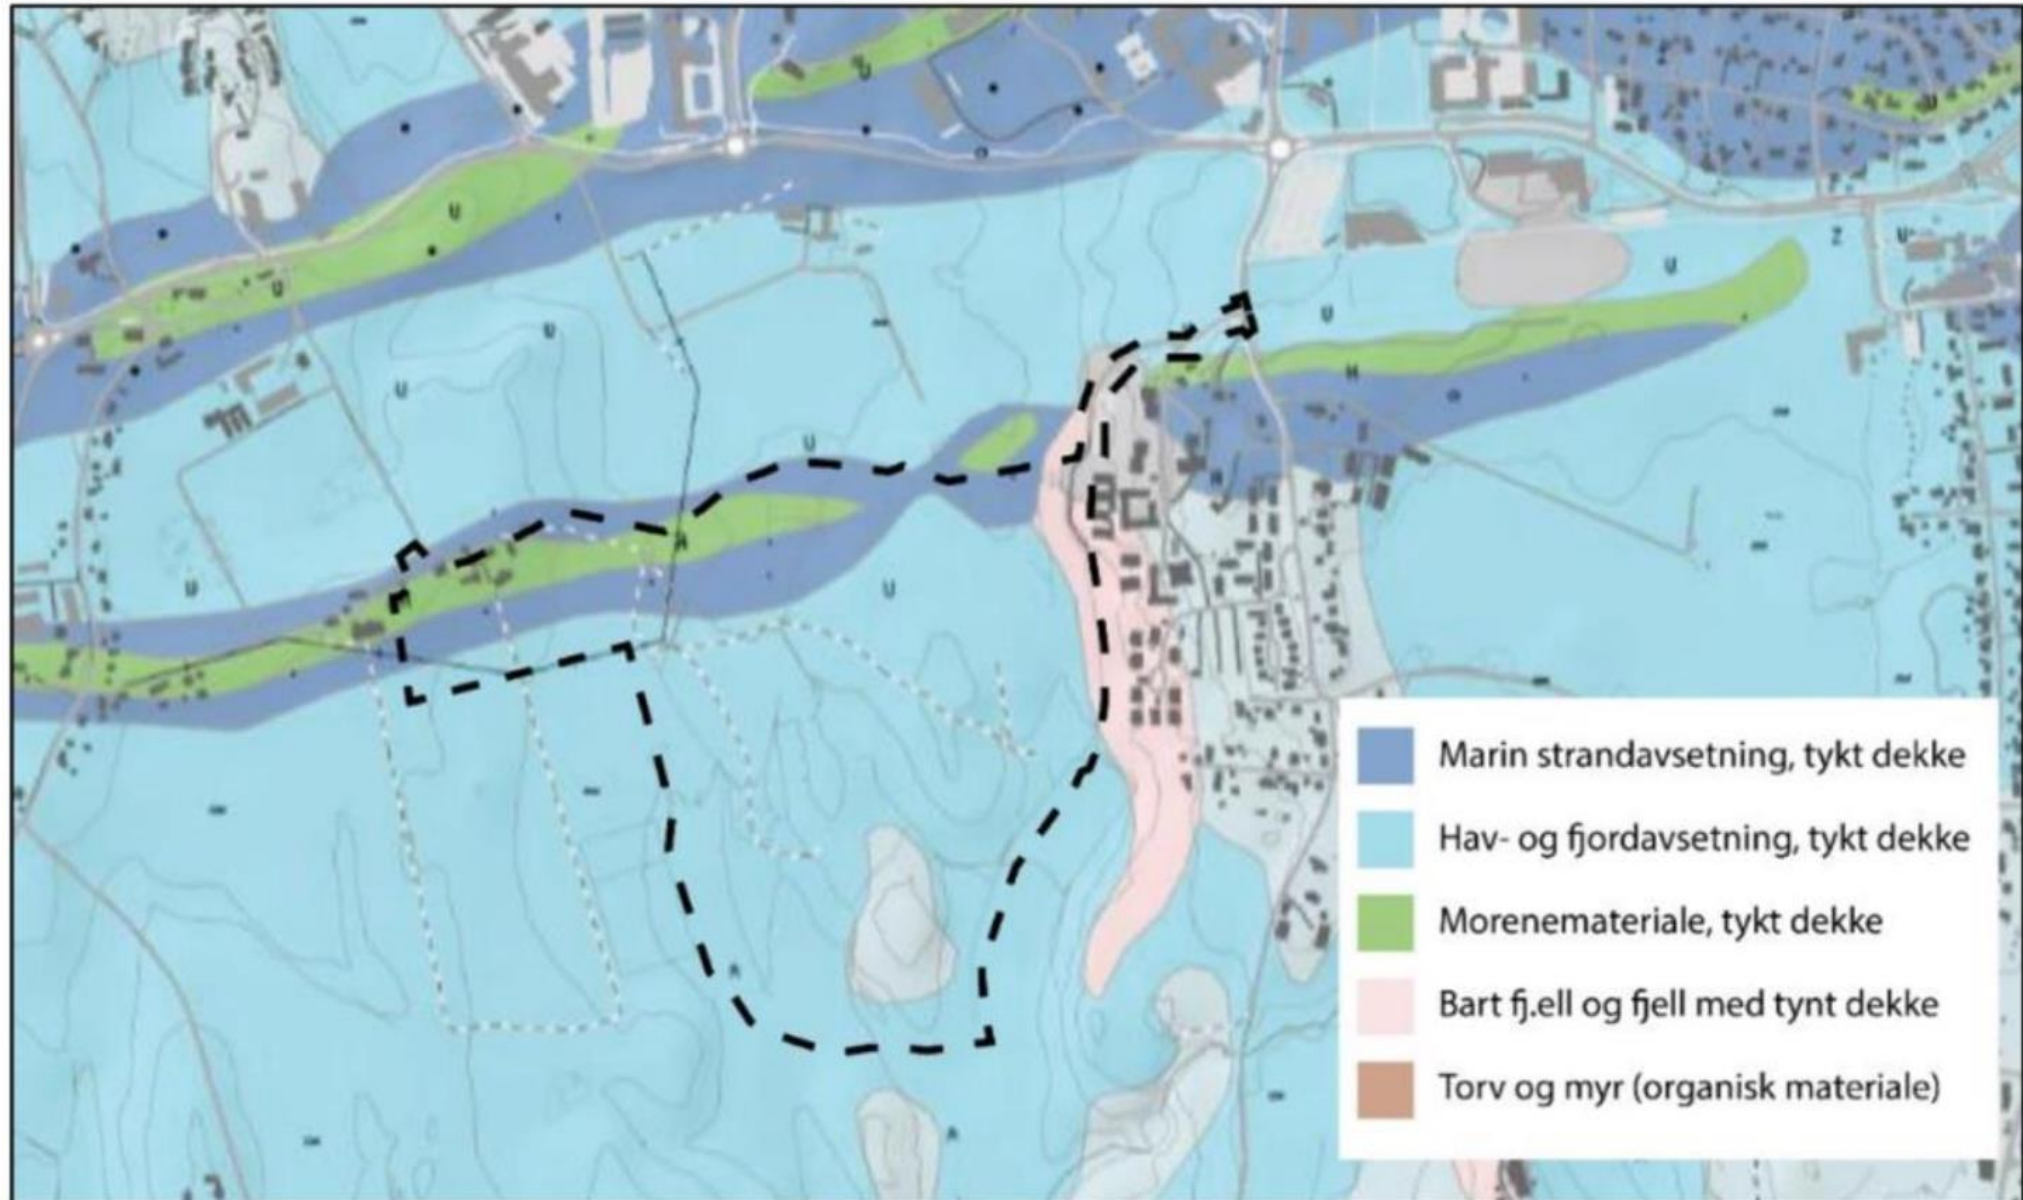 Marin strandavsetning, tykt dekke
Hav- og fjordavsetning, tykt dekke
Morenemateriale, tykt dekke
Bart fj.ell og fjell med tynt dekke
Torv og myr (organisk materiale)